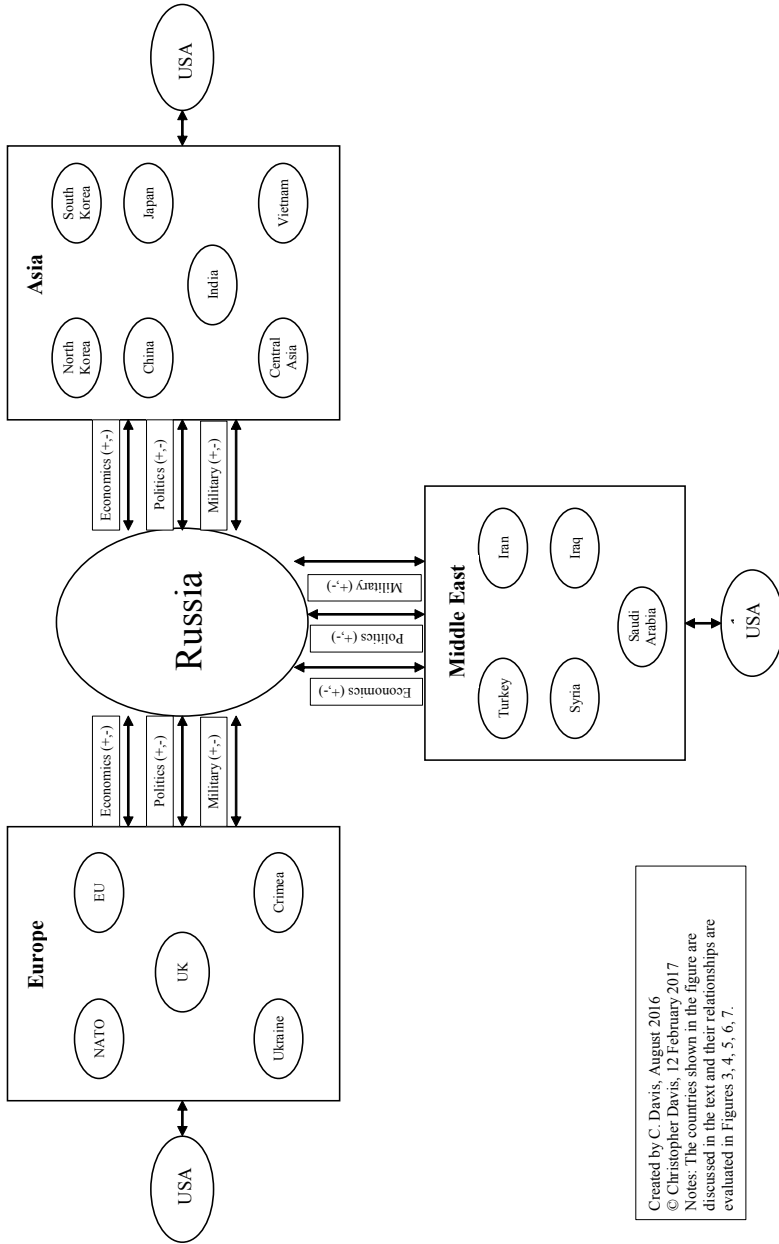 Europe
NATO
EU
UK
Ukraine
Crimea
USA
Economics (+,-)
Politics (+,-)
Military (+,-)
Russia
Economics (+,-)
Politics (+,-)
Military (+,-)
Asia
North
Korea
South
Korea
China
Japan
India
Central
Asia
Vietnam
USA
Economics (+,-)
Politics (+,-)
Military (+,-)
Middle East
Turkey
Iran
Syria
Iraq
Saudi
Arabia
USA
Created by C. Davis, August 2016
© Christopher Davis, 12 February 2017
Notes: The countries shown in the figure are
discussed in the text and their relationships are
evaluated in Figures 3, 4, 5, 6, 7.